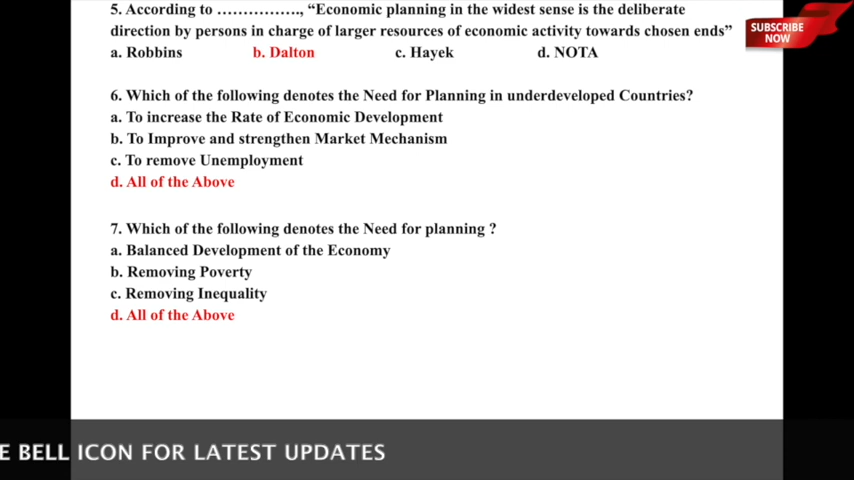 5. According to ................, “Economic planning in the widest sense is the deliberate
direction by persons in charge of larger resources of economic activity towards chosen ends”
a. Robbins b. Dalton c. Hayek d. NOTA
SUBSCRIBE
NOW
6. Which of the following denotes the Need for Planning in underdeveloped Countries?
a. To increase the Rate of Economic Development
b. To Improve and strengthen Market Mechanism
c. To remove Unemployment
d. All of the Above
7. Which of the following denotes the Need for planning ?
a. Balanced Development of the Economy
b. Removing Poverty
c. Removing Inequality
d. All of the Above
E BELL ICON FOR LATEST UPDATES